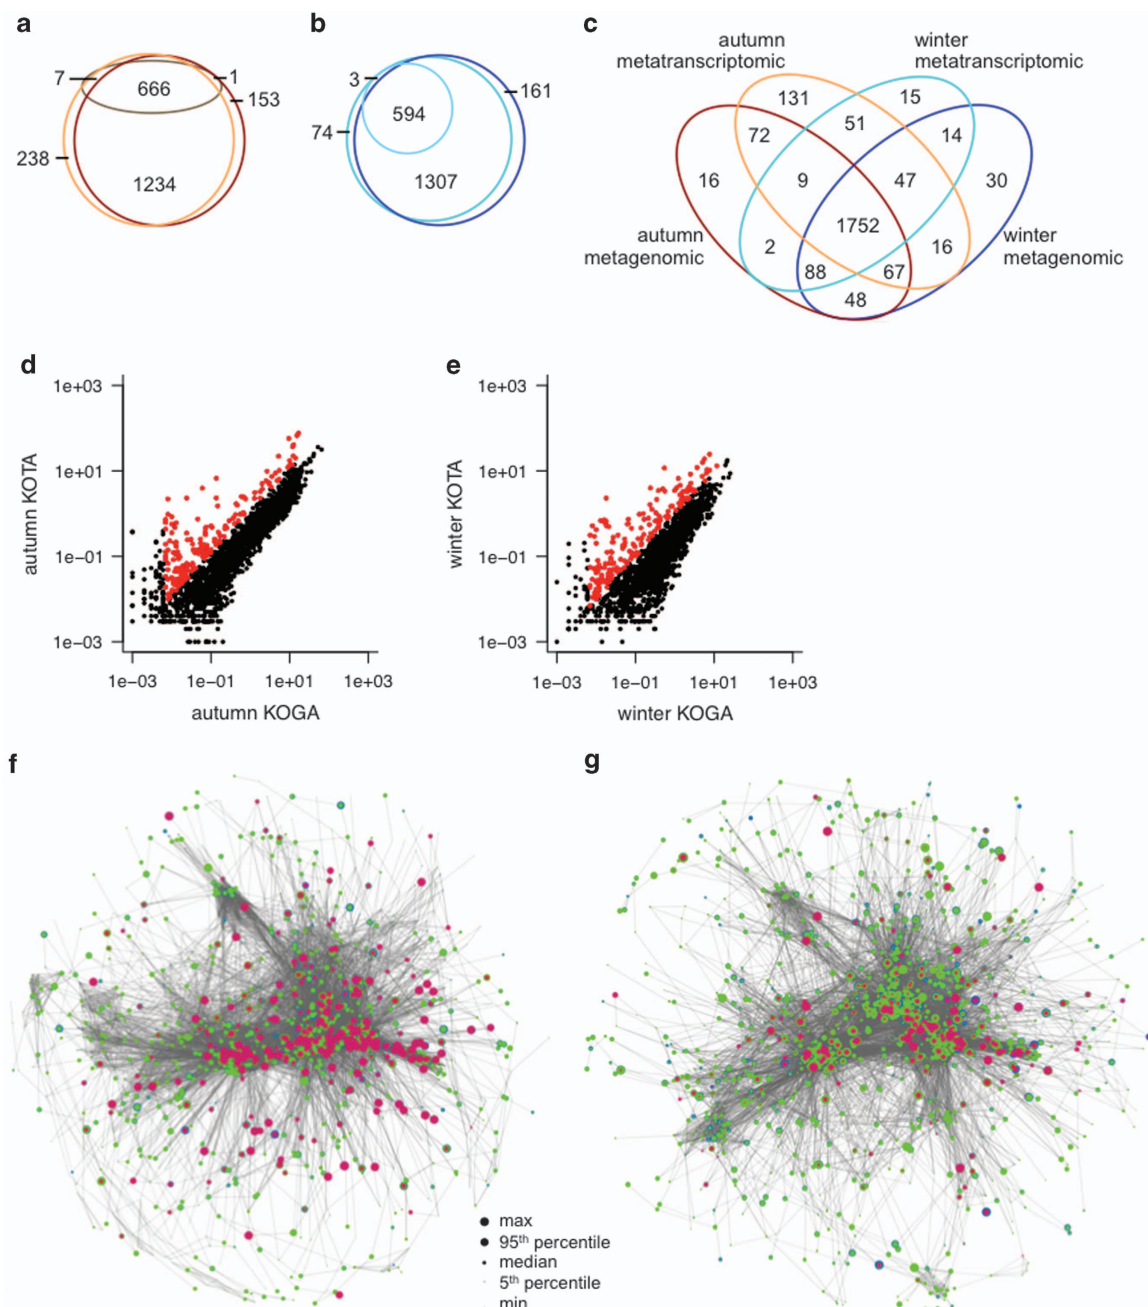 a
7
666
1
153
238
1234
b
3
594
161
74
1307
c
autumn
metatranscriptomic
winter
metatranscriptomic
131
15
72
51
14
16
9
47
30
1752
autumn
metagenomic
2
16
winter
metagenomic
88
67
48
d
1e+03
1e+01
1e−01
1e−03
autumn KOTA
1e−03 1e−01 1e+01 1e+03
autumn KOGA
e
1e+03
1e+01
1e−01
1e−03
winter KOTA
1e−03 1e−01 1e+01 1e+03
winter KOGA
f
g
max
95th percentile
median
5th percentile
min